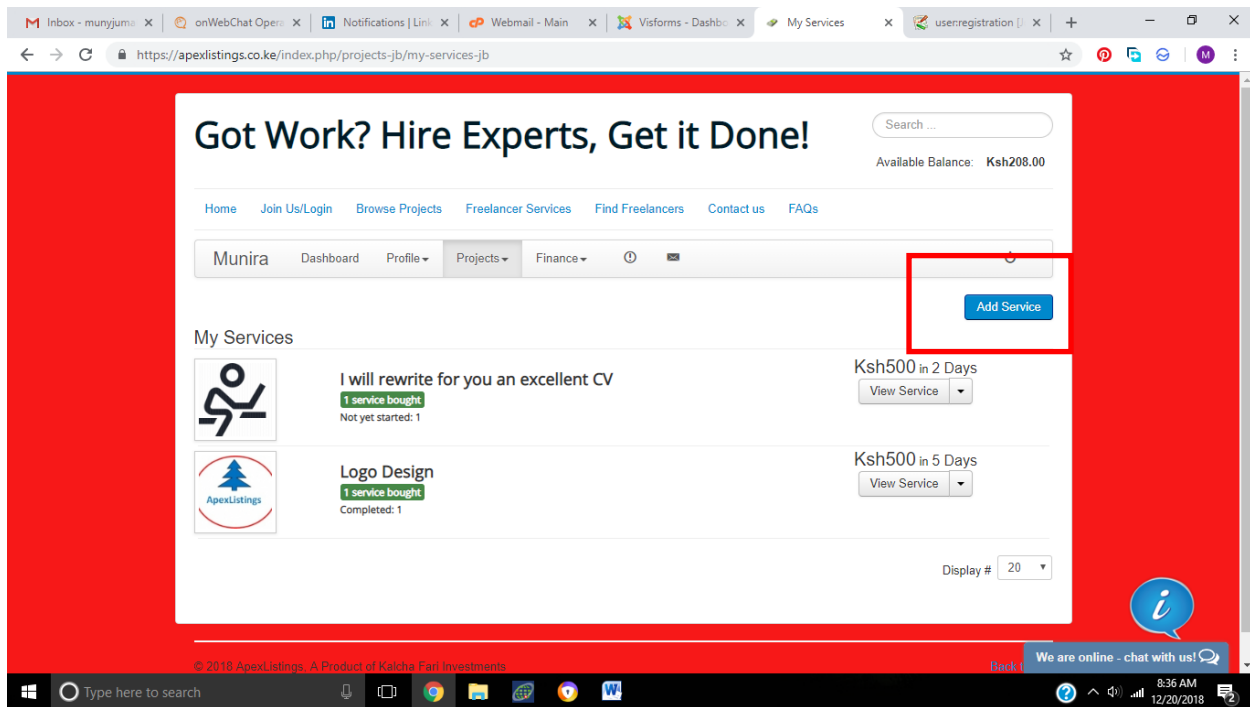 Inbox - munyjuma
onWebChat Opera
Notifications | Link
Webmail - Main
Visforms - Dashbo
My Services
user:registration [J
https://apexlistings.co.ke/index.php/projects-jb/my-services-jb
M
Got Work? Hire Experts, Get it Done!
Search ...
Available Balance: Ksh208.00
Home Join Us/Login Browse Projects Freelancer Services Find Freelancers Contact us FAQs
Munira Dashboard Profile Projects Finance
Add Service
My Services
I will rewrite for you an excellent CV
1 service bought
Not yet started: 1
Ksh500 in 2 Days
View Service
ApexListings
Logo Design
1 service bought
Completed: 1
Ksh500 in 5 Days
View Service
Display # 20
© 2018 ApexListings, A Product of Kalcha Fari Investments
Back t
We are online - chat with us!
Type here to search
8:36 AM
12/20/2018
2